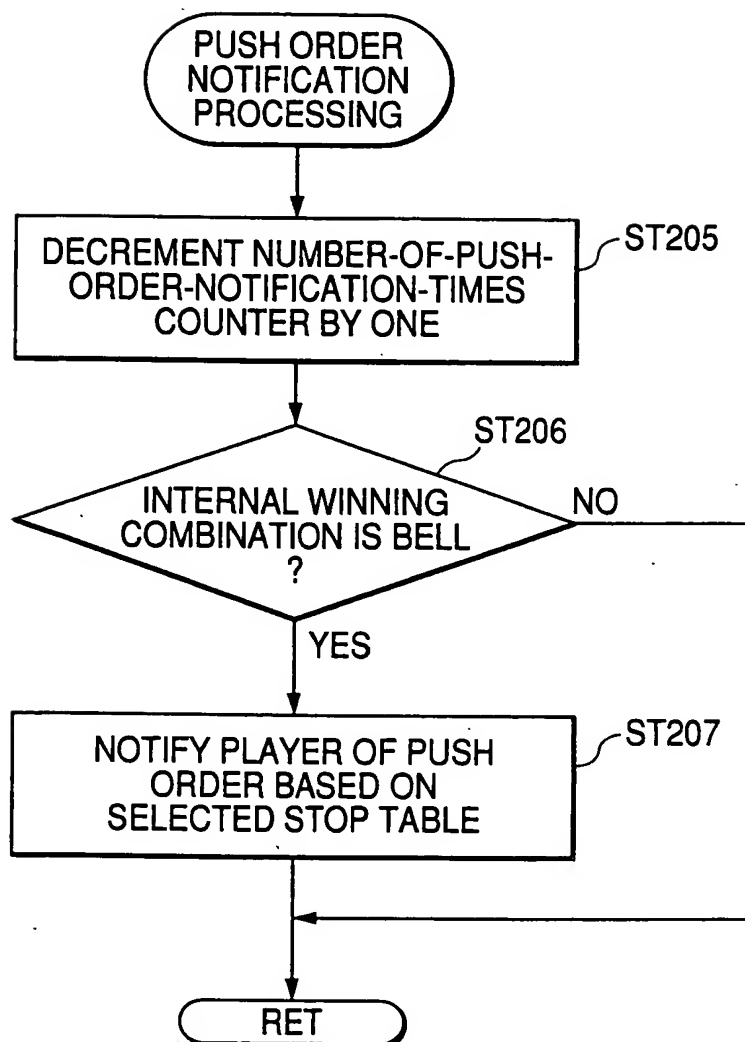 PUSH ORDER
NOTIFICATION
PROCESSING
ST205
DECREMENT NUMBER-OF-PUSH-
ORDER-NOTIFICATION-TIMES
COUNTER BY ONE
ST206
INTERNAL WINNING
COMBINATION IS BELL
?
NO
YES
ST207
NOTIFY PLAYER OF PUSH
ORDER BASED ON
SELECTED STOP TABLE
RET